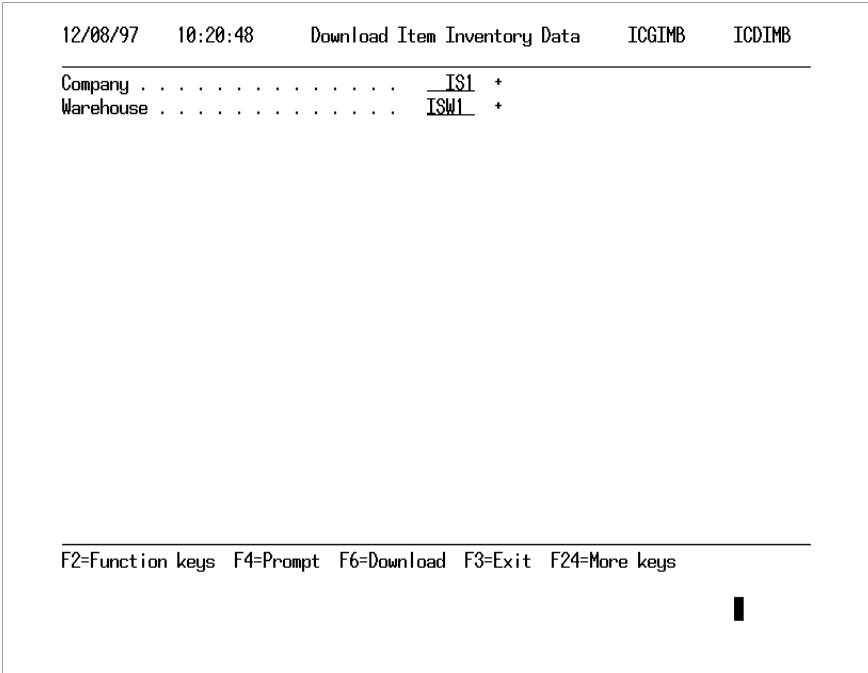 12/08/97 10:20:48 Download Item Inventory Data ICGIMB ICDIMB
Company . . . . . . . . . . . . . . IS1 +
Warehouse . . . . . . . . . . . . . ISW1 +
F2=Function keys F4=Prompt F6=Download F3=Exit F24=More keys